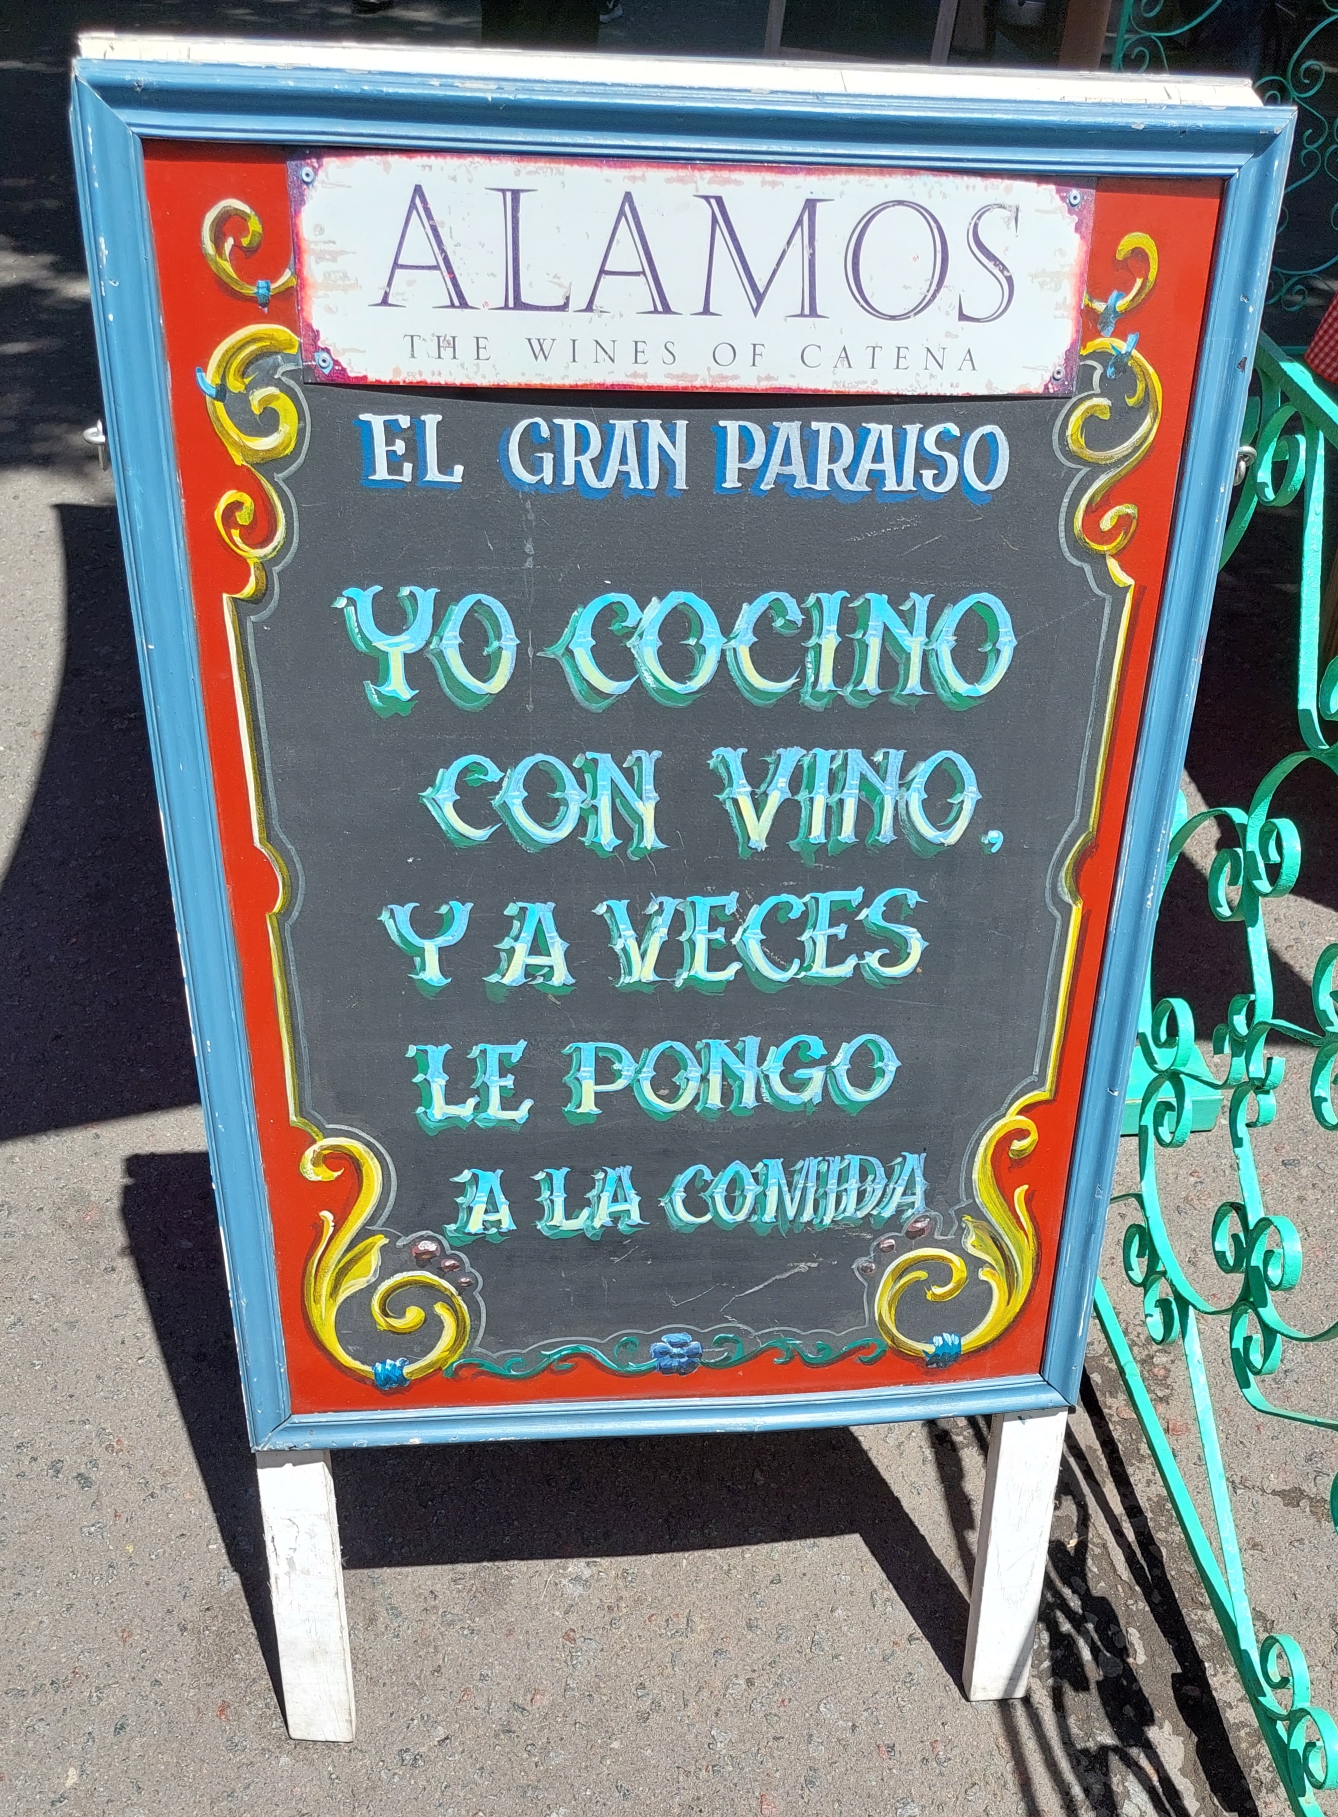 ALAMOS
THE WINES OF CATENA
EL GRAN PARAISO
YO COCINO
CON VINO,
Y A VECES
LE PONGO
A LA COMIDA